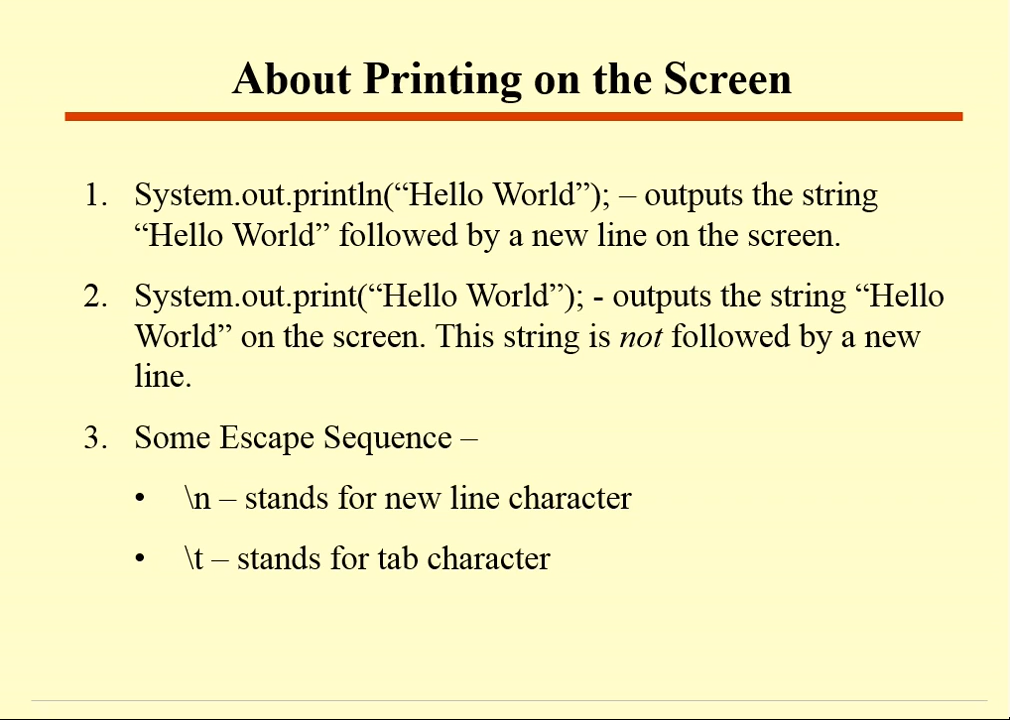 About Printing on the Screen
1. System.out.println(“Hello World”); – outputs the string
“Hello World” followed by a new line on the screen.
2. System.out.print(“Hello World”); - outputs the string “Hello
World” on the screen. This string is not followed by a new
line.
3. Some Escape Sequence –
• \n – stands for new line character
• \t – stands for tab character